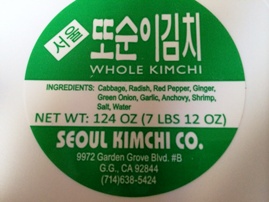 서울
또순이김치
WHOLE KIMCHI
INGREDIENTS: Cabbage, Radish, Red Pepper, Ginger,
Green Onion, Garlic, Anchovy, Shrimp,
Salt, Water
NET WT: 124 OZ (7 LBS 12 OZ)
SEOUL KIMCHI CO.
9972 Garden Grove Blvd. #B
G.G., CA 92844
(714)638-5424